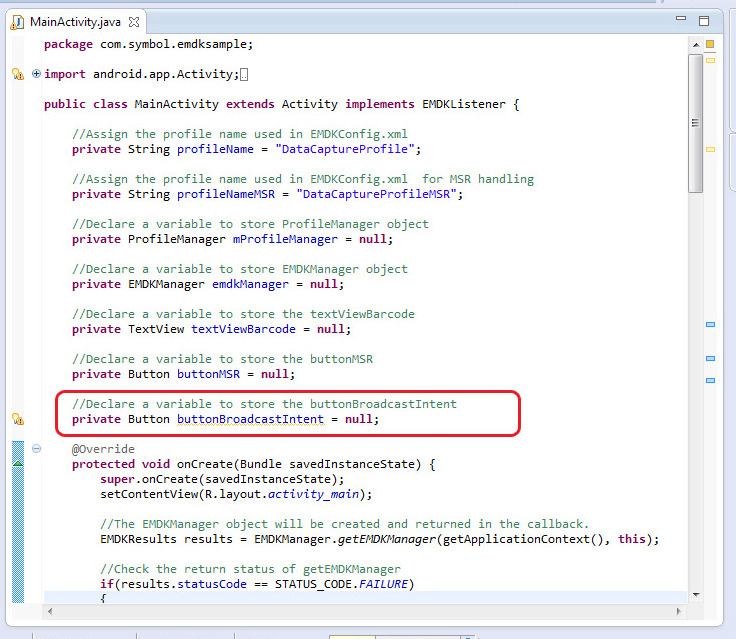 MainActivity.java
package com.symbol.emdksample;
import android.app.Activity;
public class MainActivity extends Activity implements EMDKListener {
//Assign the profile name used in EMDKConfig.xml
private String profileName = "DataCaptureProfile";
//Assign the profile name used in EMDKConfig.xml  for MSR handling
private String profileNameMSR = "DataCaptureProfileMSR";
//Declare a variable to store ProfileManager object
private ProfileManager mProfileManager = null;
//Declare a variable to store EMDKManager object
private EMDKManager emdkManager = null;
//Declare a variable to store the textViewBarcode
private TextView textViewBarcode = null;
//Declare a variable to store the buttonMSR
private Button buttonMSR = null;
//Declare a variable to store the buttonBroadcastIntent
private Button buttonBroadcastIntent = null;
@Override
protected void onCreate(Bundle savedInstanceState) {
super.onCreate(savedInstanceState);
setContentView(R.layout.activity_main);
//The EMDKManager object will be created and returned in the callback.
EMDKResults results = EMDKManager.getEMDKManager(getApplicationContext(), this);
//Check the return status of getEMDKManager
if(results.statusCode == STATUS_CODE.FAILURE)
{